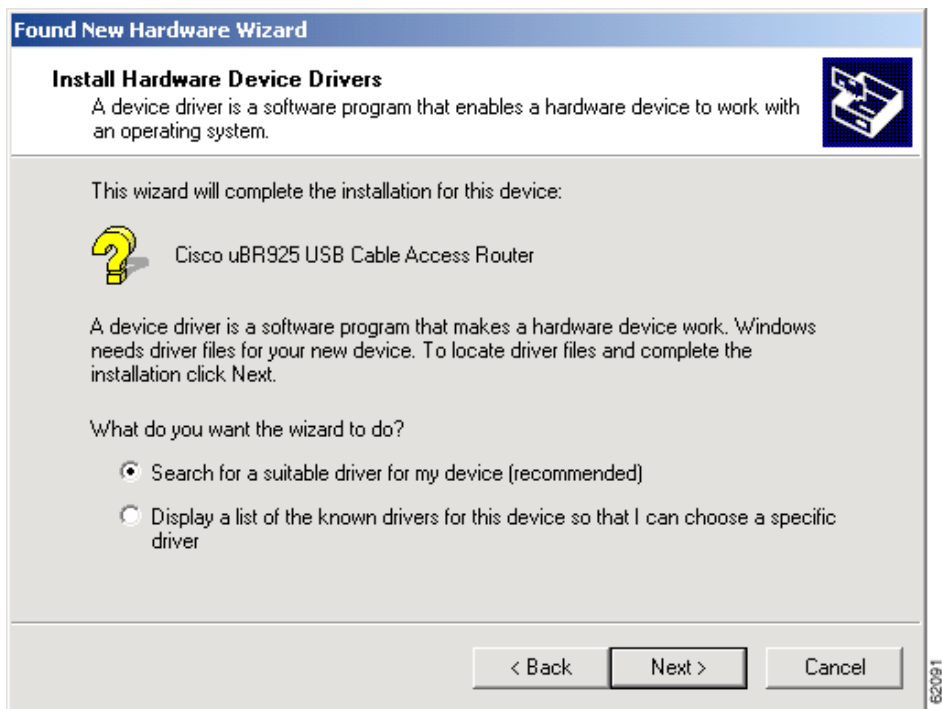 Found New Hardware Wizard
Install Hardware Device Drivers
A device driver is a software program that enables a hardware device to work with
an operating system.
This wizard will complete the installation for this device:
Cisco uBR925 USB Cable Access Router
A device driver is a software program that makes a hardware device work. Windows
needs driver files for your new device. To locate driver files and complete the
installation click Next.
What do you want the wizard to do?
Search for a suitable driver for my device (recommended)
Display a list of the known drivers for this device so that I can choose a specific
driver
< Back
Next >
Cancel
62091